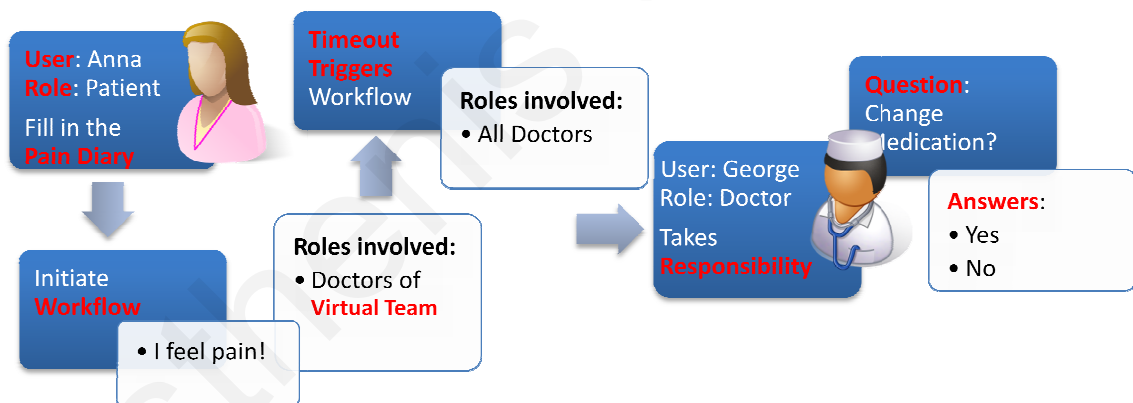 User: Anna
Role: Patient
Fill in the
Pain Diary
Initiate
Workflow
• I feel pain!
Roles involved:
• Doctors of
Virtual Team
Timeout
Triggers
Workflow
Roles involved:
• All Doctors
User: George
Role: Doctor
Takes
Responsibility
Question:
Change
Medication?
Answers:
• Yes
• No